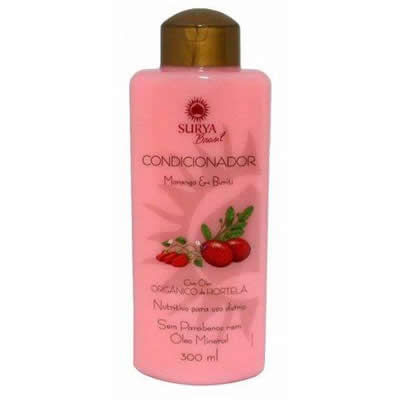 SURYA
Brasil
CONDICIONADOR
Morango & Buriti
Com Óleo
ORGÂNICO de HORTELÃ
Nutritivo para uso diário
Sem Parabenos nem
Óleo Mineral
300 ml